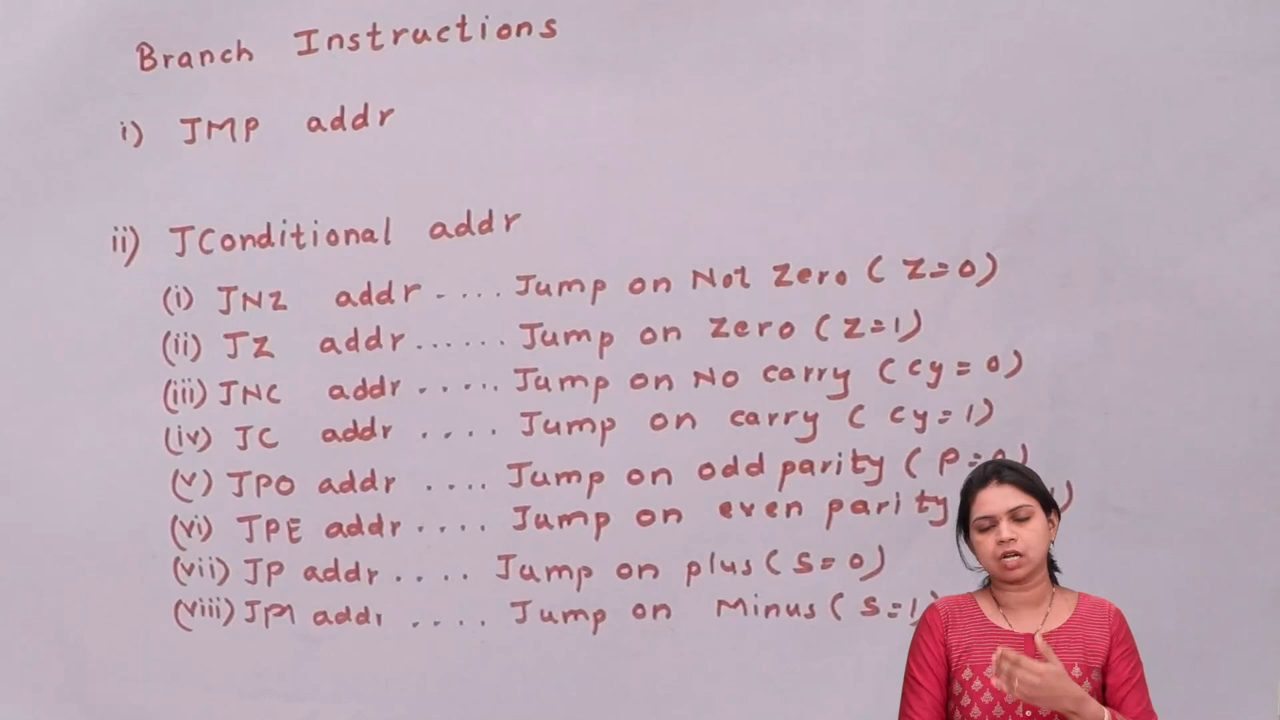 Branch Instructions
i) JMP addr
ii) JConditional addr
(i) JNZ addr .... Jump on Not Zero ( Z=0)
(ii) JZ addr ...... Jump on Zero ( Z=1)
(iii) JNC addr ..... Jump on No carry ( cy = 0)
(iv) JC addr .... Jump on carry ( cy=1)
(v) JPO addr .... Jump on odd parity ( P=0)
(vi) JPE addr .... Jump on even parity
(vii) JP addr .... Jump on plus ( S=0)
(viii) JM addr .... Jump on Minus ( S=1)